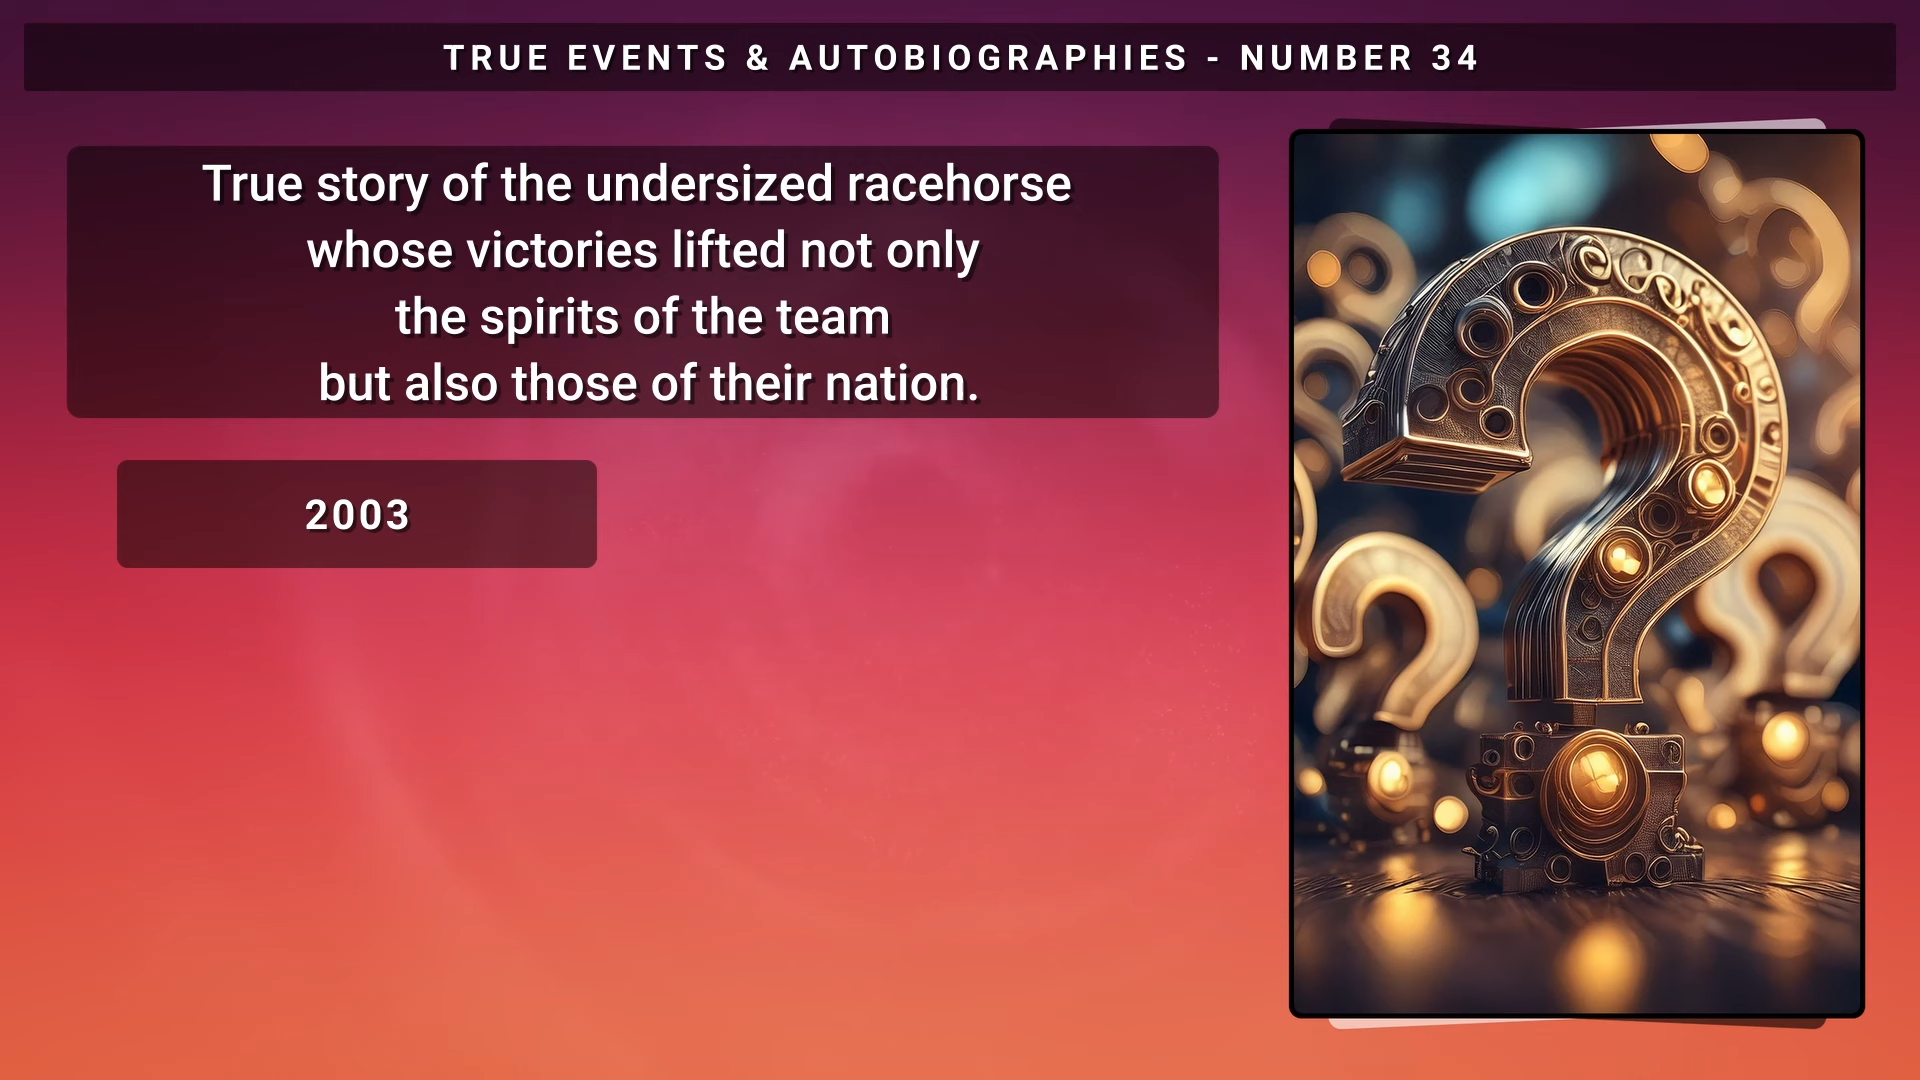 TRUE EVENTS & AUTOBIOGRAPHIES - NUMBER 34
True story of the undersized racehorse
whose victories lifted not only
the spirits of the team
but also those of their nation.
2003